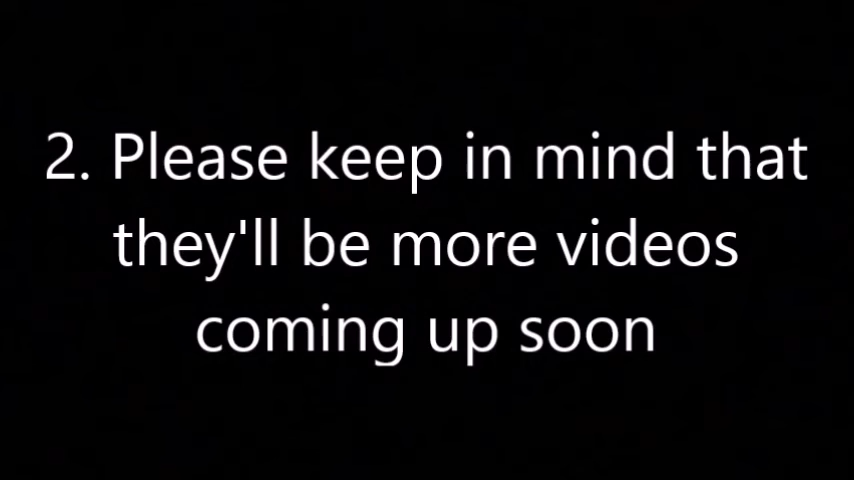 2. Please keep in mind that
they'll be more videos
coming up soon